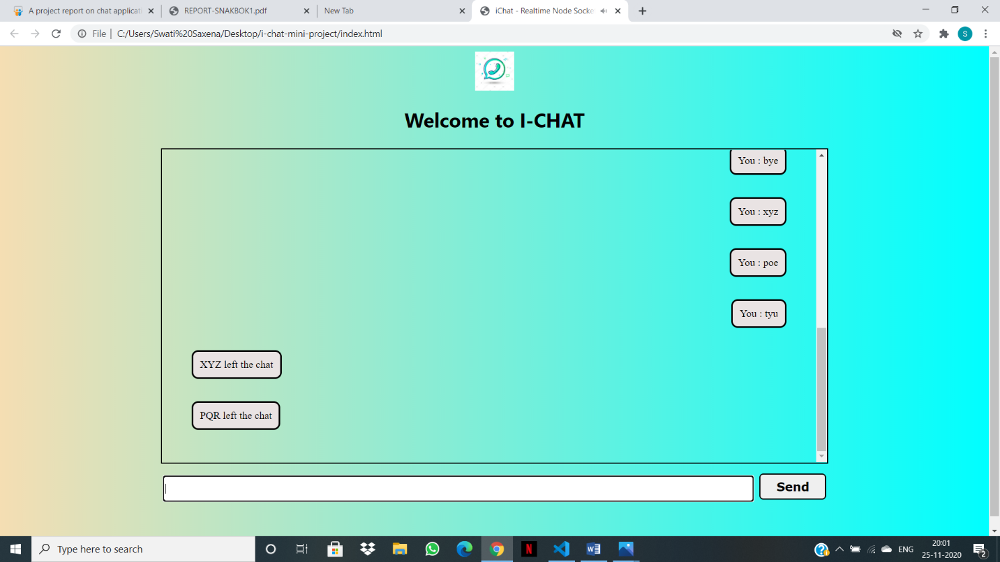 A project report on chat applicati
REPORT-SNAKBOK1.pdf
New Tab
iChat - Realtime Node Socke
File
C:/Users/Swati%20Saxena/Desktop/i-chat-mini-project/index.html
S
Welcome to I-CHAT
You : bye
You : xyz
You : poe
You : tyu
XYZ left the chat
PQR left the chat
Send
Type here to search
N
ENG
20:01
25-11-2020
2